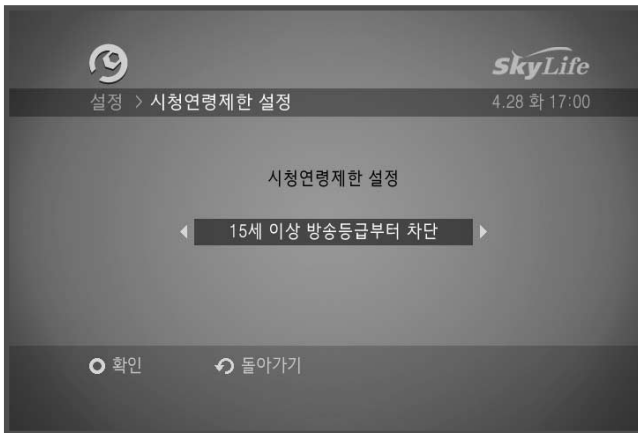 SkyLife
설정 > 시청연령제한 설정 4.28 화 17:00
시청연령제한 설정
15세 이상 방송등급부터 차단
확인 돌아가기